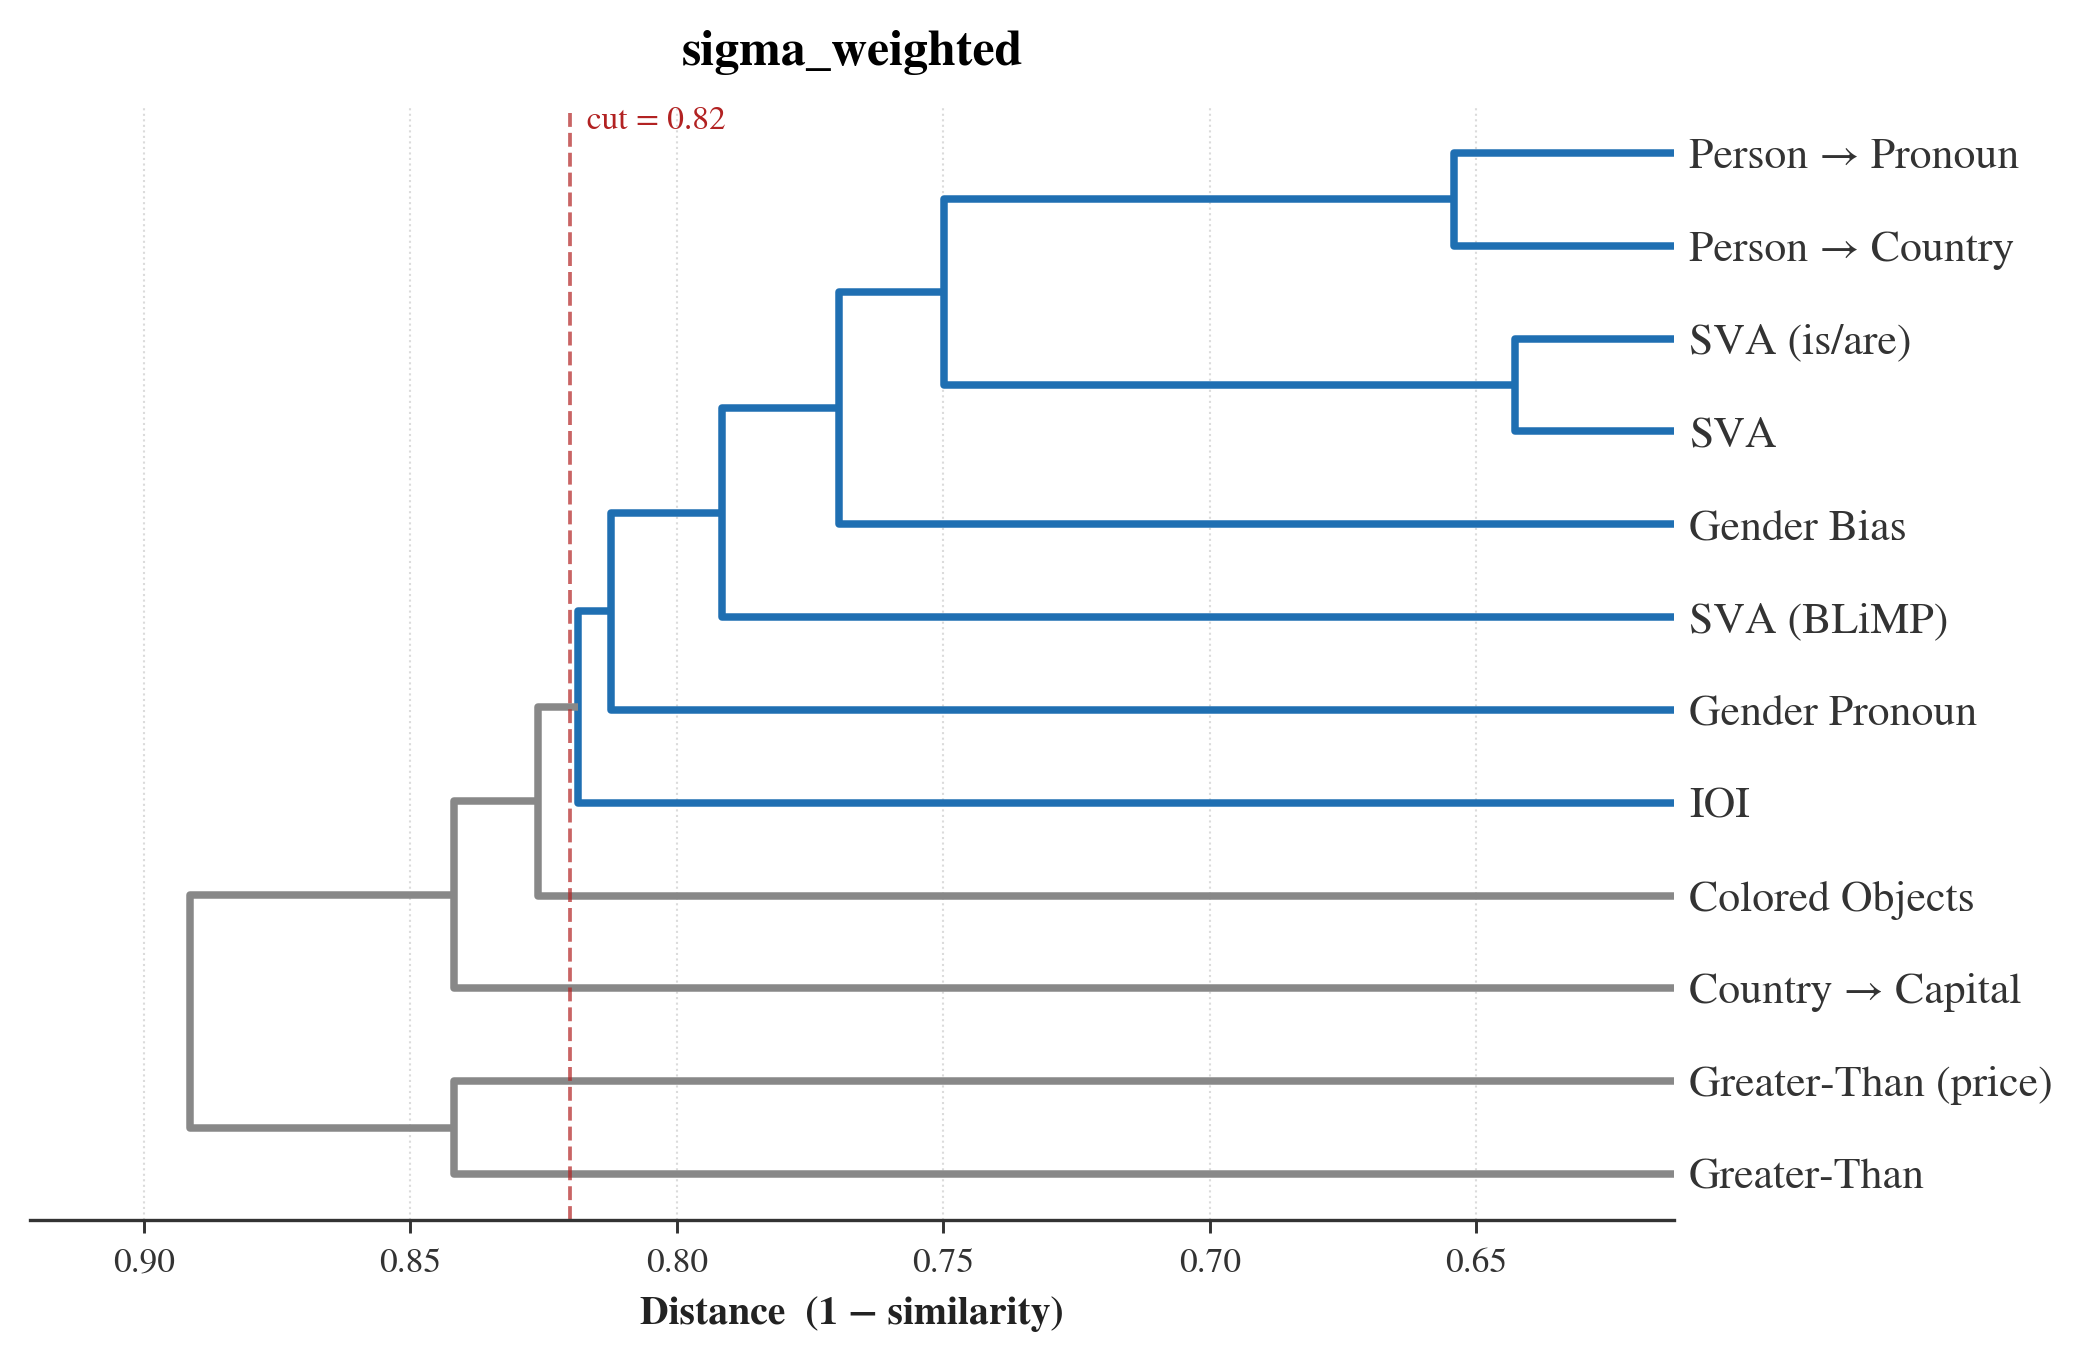 sigma_weighted
cut = 0.82
Person → Pronoun
Person → Country
SVA (is/are)
SVA
Gender Bias
SVA (BLiMP)
Gender Pronoun
IOI
Colored Objects
Country → Capital
Greater-Than (price)
Greater-Than
0.90 0.85 0.80 0.75 0.70 0.65
Distance (1 − similarity)